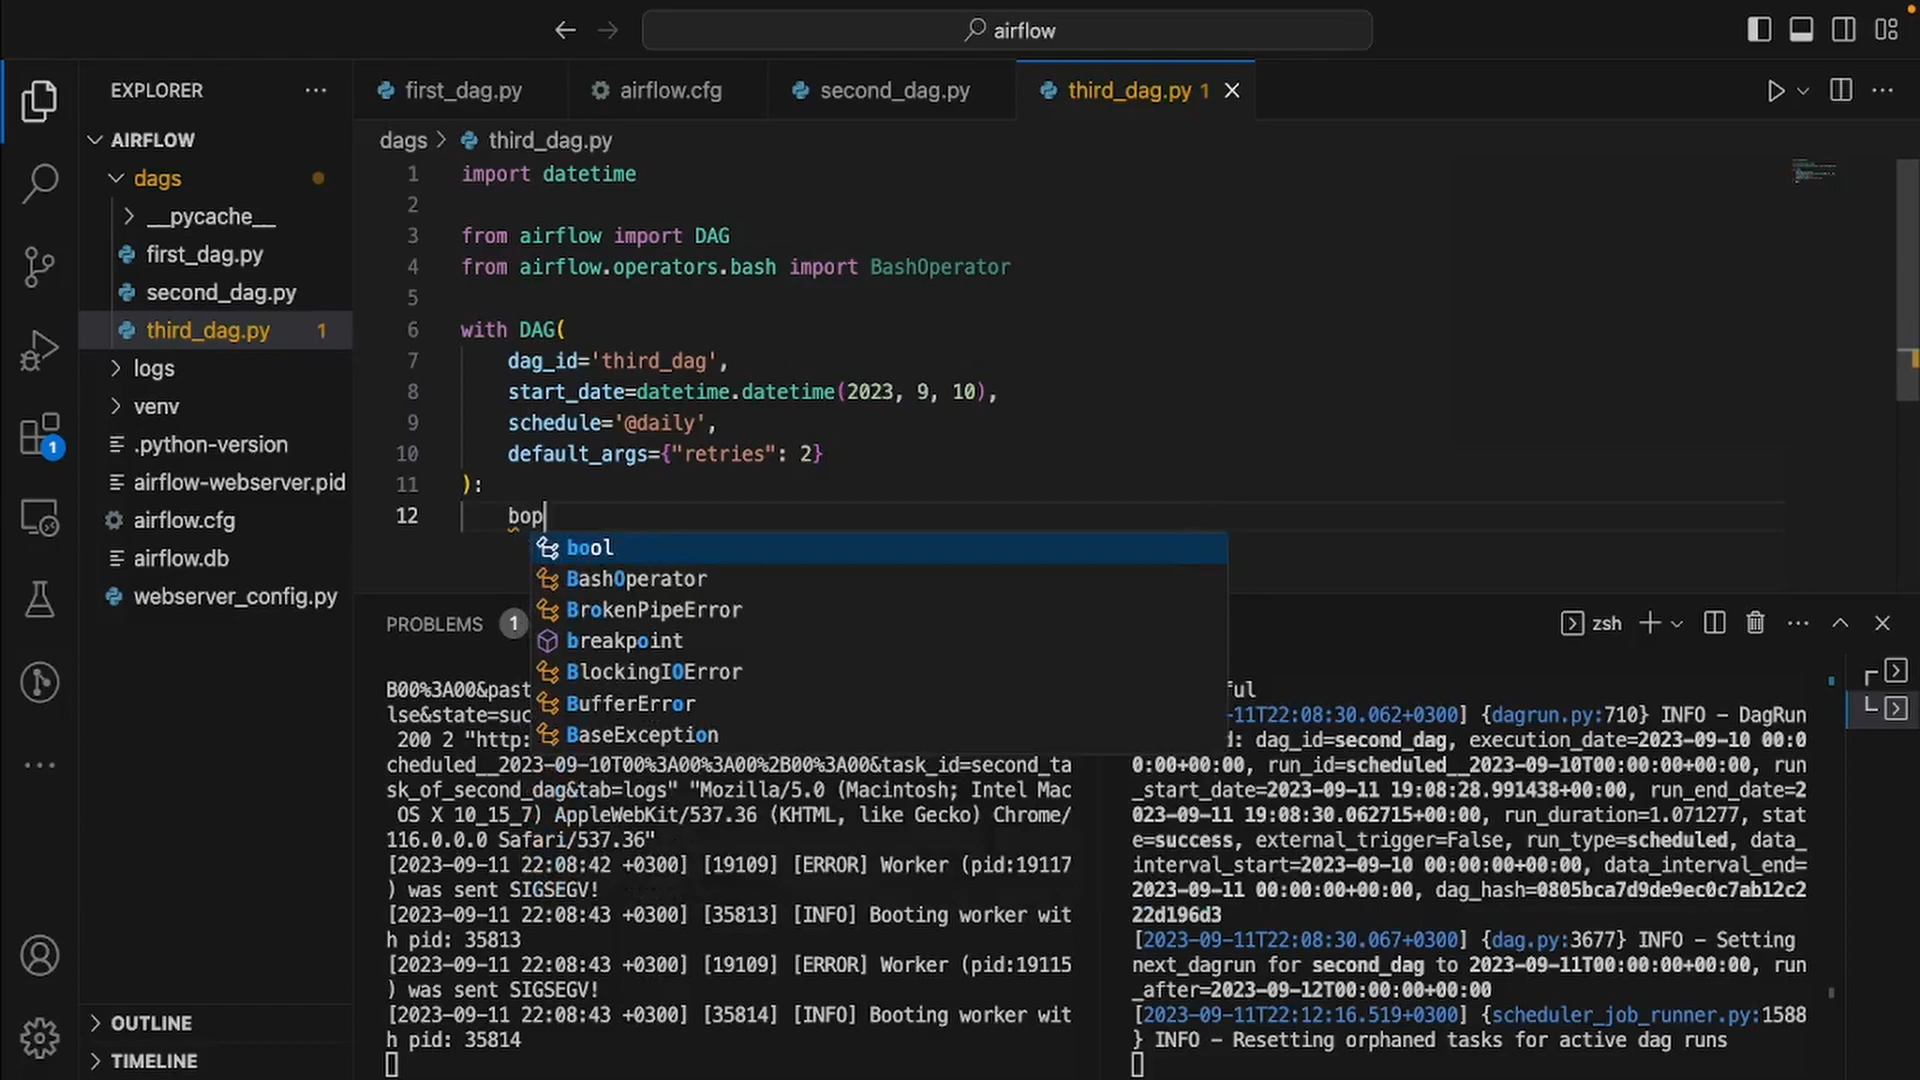 airflow
EXPLORER
AIRFLOW
dags
__pycache__
first_dag.py
second_dag.py
third_dag.py 1
logs
venv
.python-version
airflow-webserver.pid
airflow.cfg
airflow.db
webserver_config.py
OUTLINE
TIMELINE
1
first_dag.py
airflow.cfg
second_dag.py
third_dag.py 1
dags > third_dag.py
1 import datetime
2
3 from airflow import DAG
4 from airflow.operators.bash import BashOperator
5
6 with DAG(
7 dag_id='third_dag',
8 start_date=datetime.datetime(2023, 9, 10),
9 schedule='@daily',
10 default_args={"retries": 2}
11 ):
12 bop
bool
BashOperator
BrokenPipeError
breakpoint
BlockingIOError
BufferError
BaseException
PROBLEMS 1
zsh
B00%3A00&past
lse&state=suc
200 2 "http:
cheduled__2023-09-10T00%3A00%3A00%2B00%3A00&task_id=second_ta
sk_of_second_dag&tab=logs" "Mozilla/5.0 (Macintosh; Intel Mac
OS X 10_15_7) AppleWebKit/537.36 (KHTML, like Gecko) Chrome/
116.0.0.0 Safari/537.36"
[2023-09-11 22:08:42 +0300] [19109] [ERROR] Worker (pid:19117
) was sent SIGSEGV!
[2023-09-11 22:08:43 +0300] [35813] [INFO] Booting worker wit
h pid: 35813
[2023-09-11 22:08:43 +0300] [19109] [ERROR] Worker (pid:19115
) was sent SIGSEGV!
[2023-09-11 22:08:43 +0300] [35814] [INFO] Booting worker wit
h pid: 35814
ful
-11T22:08:30.062+0300] {dagrun.py:710} INFO - DagRun
d: dag_id=second_dag, execution_date=2023-09-10 00:0
0:00+00:00, run_id=scheduled__2023-09-10T00:00:00+00:00, run
_start_date=2023-09-11 19:08:28.991438+00:00, run_end_date=2
023-09-11 19:08:30.062715+00:00, run_duration=1.071277, stat
e=success, external_trigger=False, run_type=scheduled, data_
interval_start=2023-09-10 00:00:00+00:00, data_interval_end=
2023-09-11 00:00:00+00:00, dag_hash=0805bca7d9de9ec0c7ab12c2
22d196d3
[2023-09-11T22:08:30.067+0300] {dag.py:3677} INFO - Setting
next_dagrun for second_dag to 2023-09-11T00:00:00+00:00, run
_after=2023-09-12T00:00:00+00:00
[2023-09-11T22:12:16.519+0300] {scheduler_job_runner.py:1588
} INFO - Resetting orphaned tasks for active dag runs